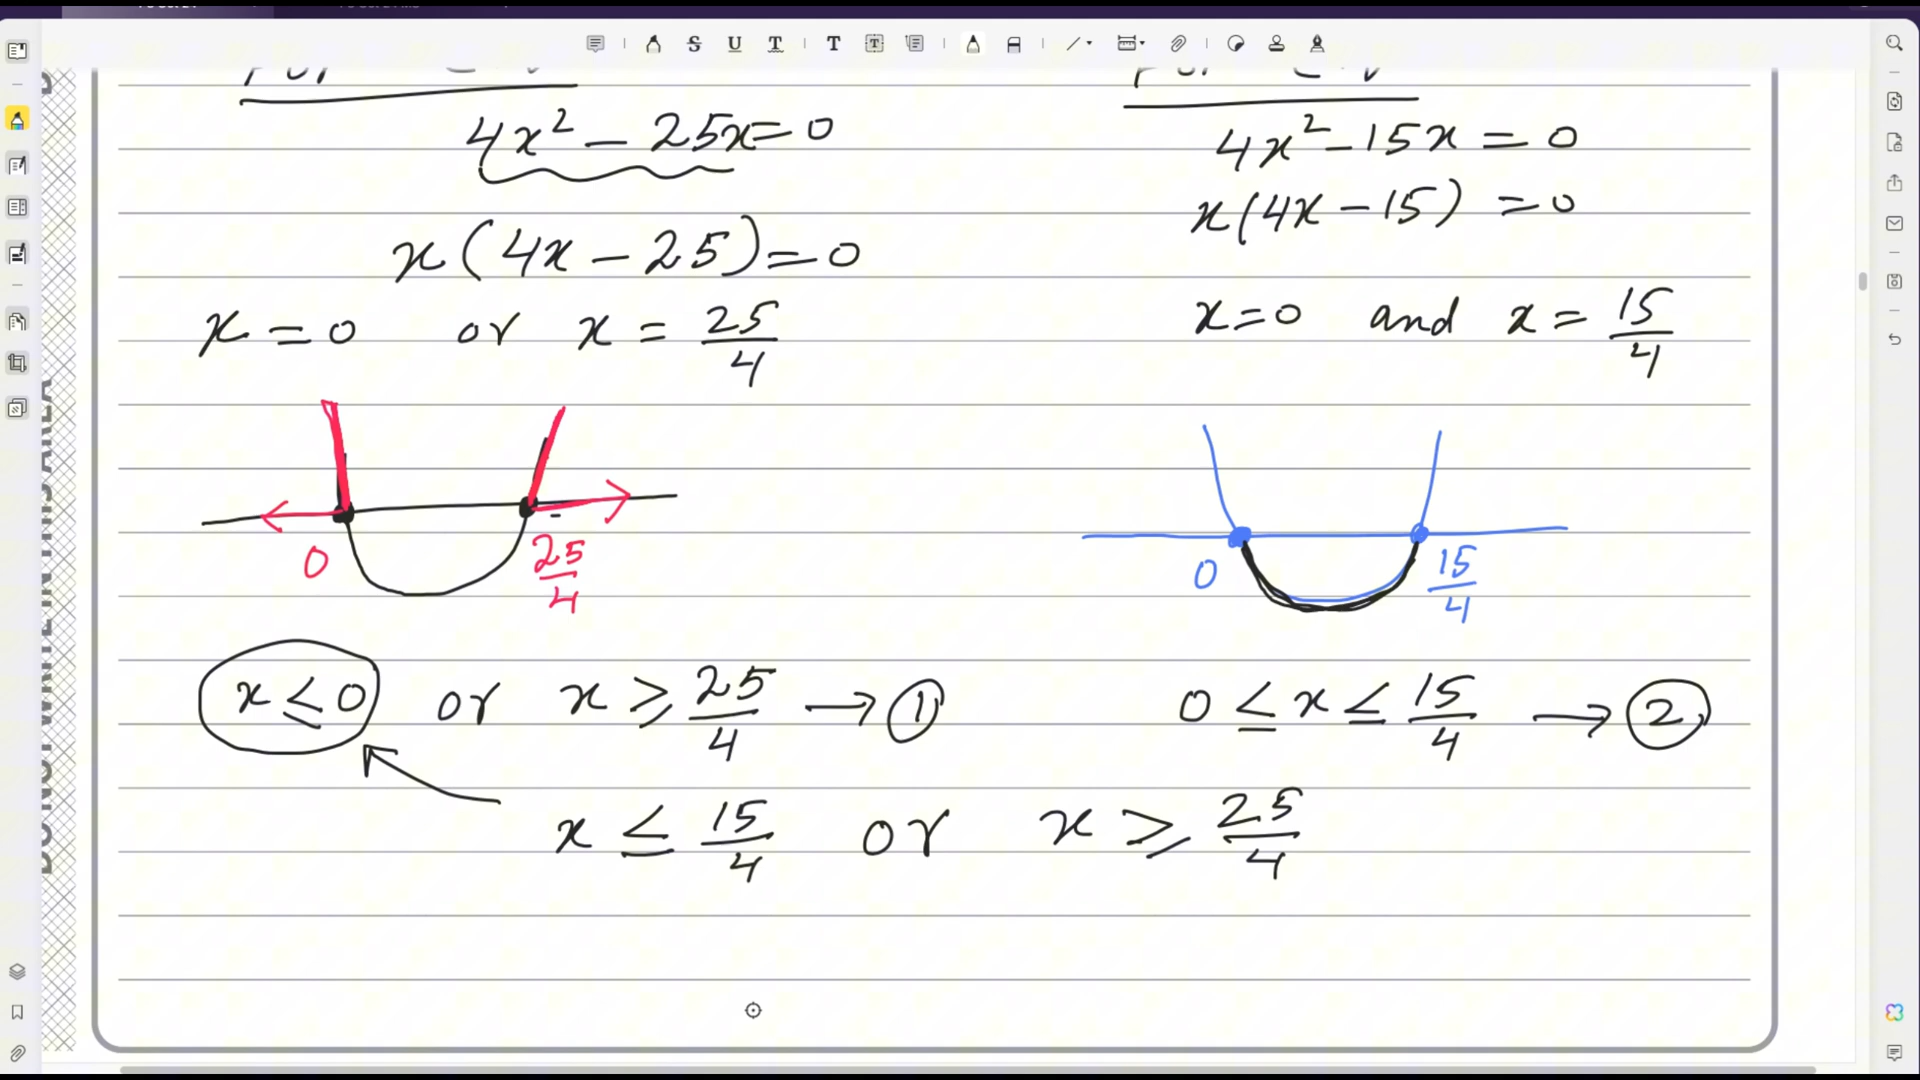 4x² − 25x = 0
x(4x − 25) = 0
x = 0 or x = 25/4
0 25/4
x ≤ 0 or x ≥ 25/4 → ①
4x² − 15x = 0
x(4x − 15) = 0
x = 0 and x = 15/4
0 15/4
0 ≤ x ≤ 15/4 → ②
x ≤ 15/4 or x ≥ 25/4